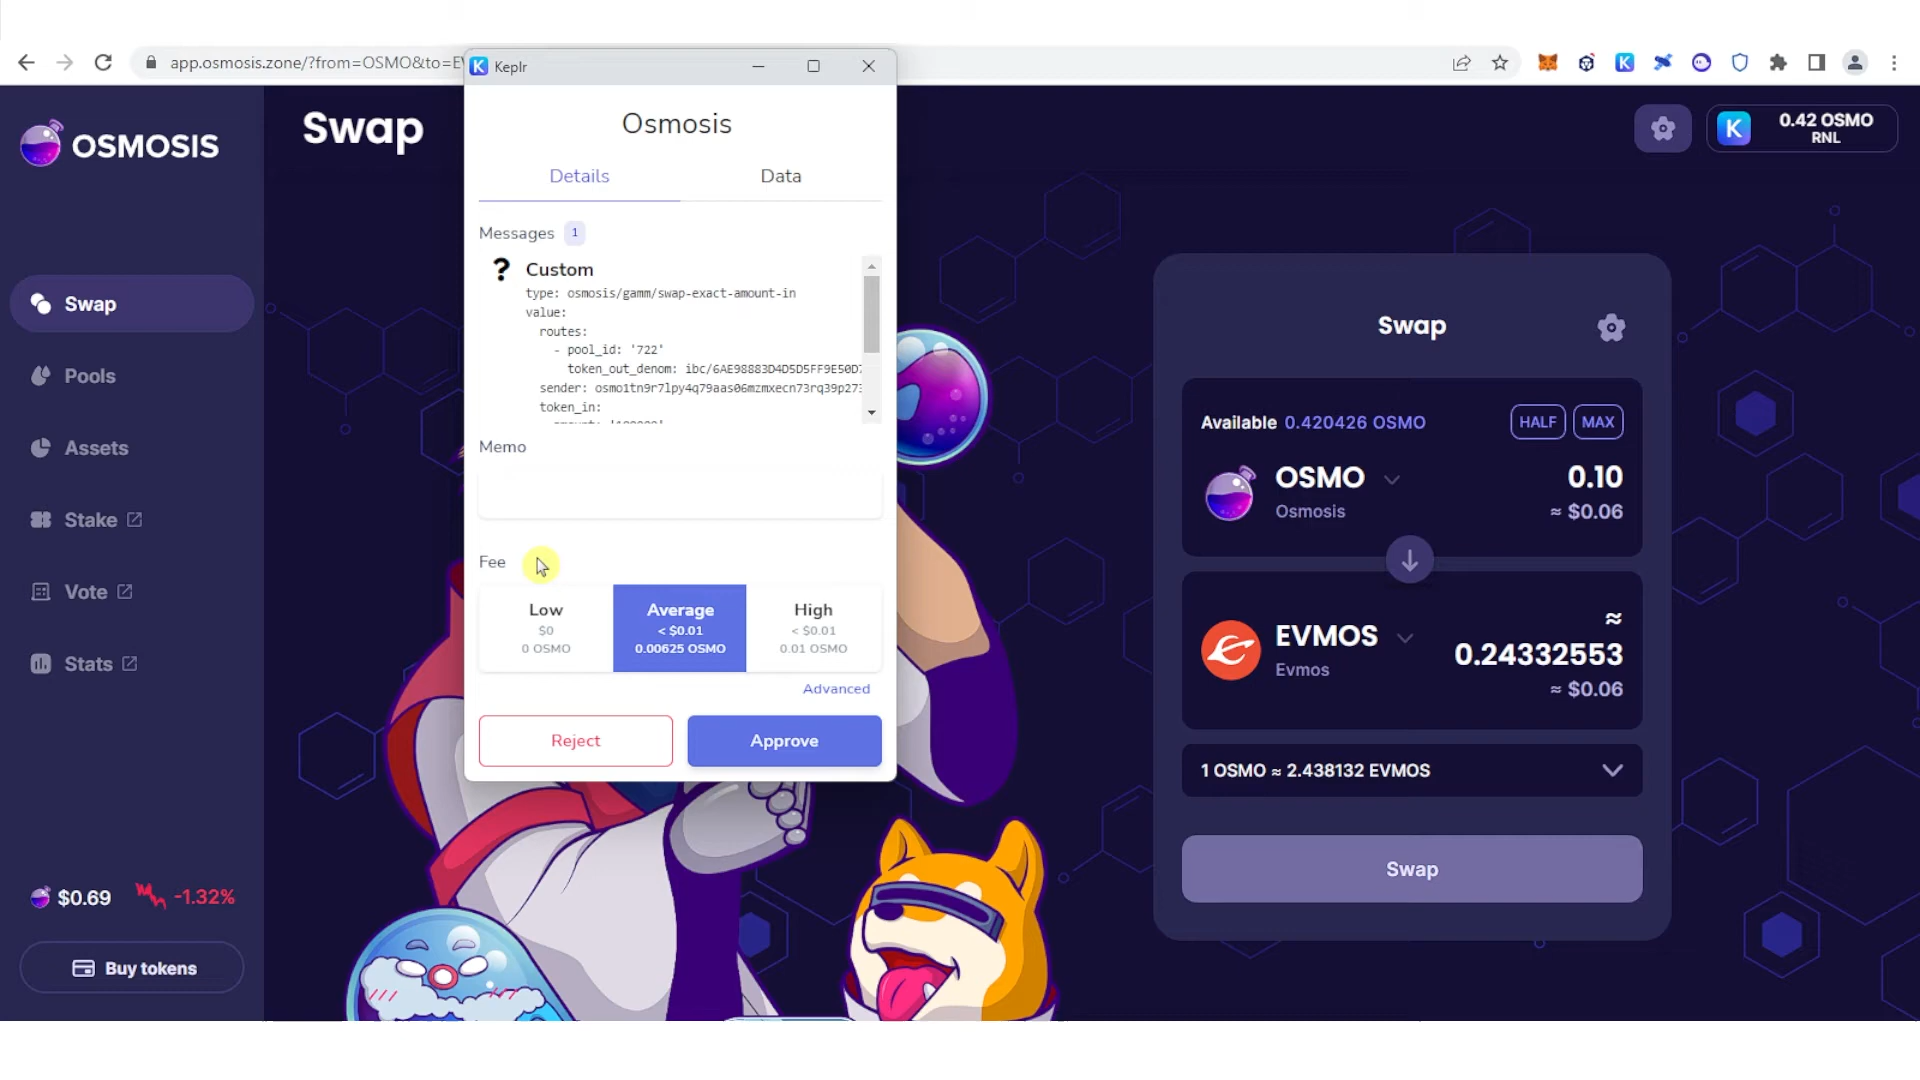 app.osmosis.zone/?from=OSMO&to=EV
K Keplr
OSMOSIS
Swap
Pools
Assets
Stake
Vote
Stats
$0.69 -1.32%
Buy tokens
Swap
Osmosis
Details Data
Messages 1
? Custom
type: osmosis/gamm/swap-exact-amount-in
value:
routes:
- pool_id: '722'
token_out_denom: ibc/6AE98883D4D5D5FF9E50D7
sender: osmo1tn9r7lpy4q79aas06mzmxecn73rq39p273
token_in:
Memo
Fee
Low
$0
0 OSMO
Average
< $0.01
0.00625 OSMO
High
< $0.01
0.01 OSMO
Advanced
Reject Approve
K 0.42 OSMO
RNL
Swap
Available 0.420426 OSMO HALF MAX
OSMO 0.10
Osmosis ≈ $0.06
EVMOS ≈
0.24332553
Evmos ≈ $0.06
1 OSMO ≈ 2.438132 EVMOS
Swap